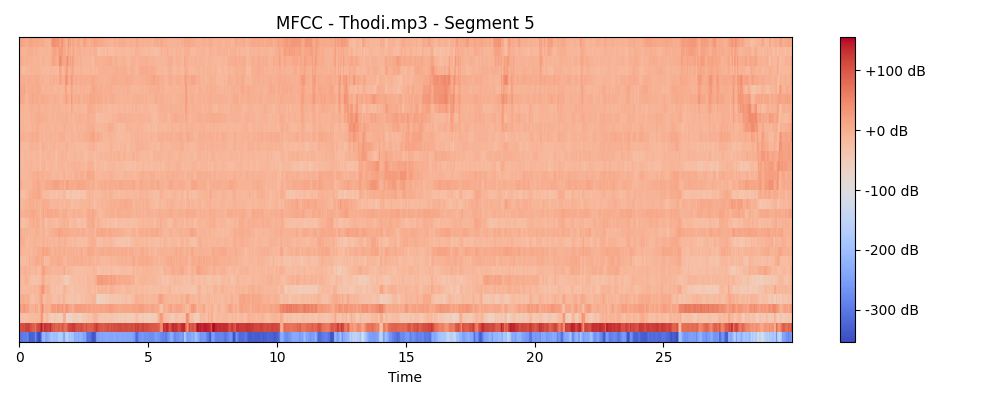 MFCC - Thodi.mp3 - Segment 5
+100 dB
+0 dB
-100 dB
-200 dB
-300 dB
0 5 10 15 20 25
Time